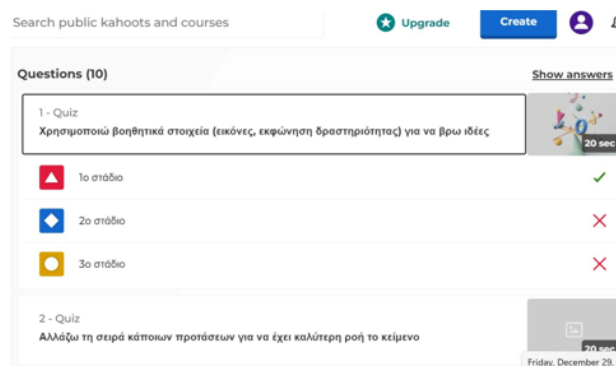 Search public kahoots and courses
Upgrade
Create
Questions (10)
Show answers
1 - Quiz
Χρησιμοποιώ βοηθητικά στοιχεία (εικόνες, εκφώνηση δραστηριότητας) για να βρω ιδέες
20 sec
1ο στάδιο
2ο στάδιο
3ο στάδιο
2 - Quiz
Αλλάζω τη σειρά κάποιων προτάσεων για να έχει καλύτερη ροή το κείμενο
20 sec
Friday, December 29,